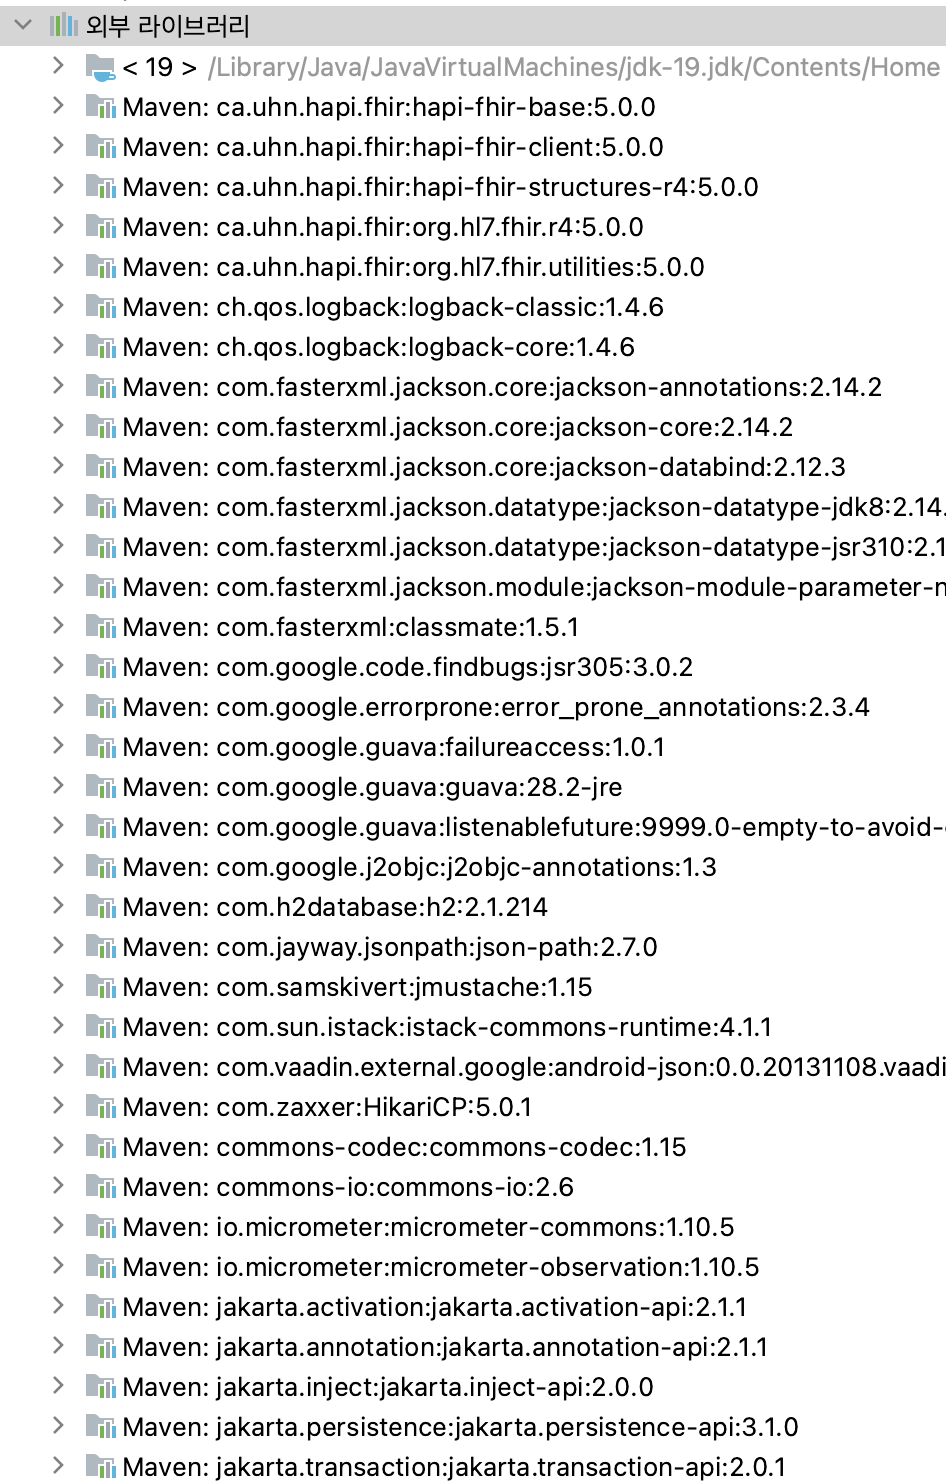 외부 라이브러리
< 19 > /Library/Java/JavaVirtualMachines/jdk-19.jdk/Contents/Home
Maven: ca.uhn.hapi.fhir:hapi-fhir-base:5.0.0
Maven: ca.uhn.hapi.fhir:hapi-fhir-client:5.0.0
Maven: ca.uhn.hapi.fhir:hapi-fhir-structures-r4:5.0.0
Maven: ca.uhn.hapi.fhir:org.hl7.fhir.r4:5.0.0
Maven: ca.uhn.hapi.fhir:org.hl7.fhir.utilities:5.0.0
Maven: ch.qos.logback:logback-classic:1.4.6
Maven: ch.qos.logback:logback-core:1.4.6
Maven: com.fasterxml.jackson.core:jackson-annotations:2.14.2
Maven: com.fasterxml.jackson.core:jackson-core:2.14.2
Maven: com.fasterxml.jackson.core:jackson-databind:2.12.3
Maven: com.fasterxml.jackson.datatype:jackson-datatype-jdk8:2.14.
Maven: com.fasterxml.jackson.datatype:jackson-datatype-jsr310:2.1
Maven: com.fasterxml.jackson.module:jackson-module-parameter-n
Maven: com.fasterxml:classmate:1.5.1
Maven: com.google.code.findbugs:jsr305:3.0.2
Maven: com.google.errorprone:error_prone_annotations:2.3.4
Maven: com.google.guava:failureaccess:1.0.1
Maven: com.google.guava:guava:28.2-jre
Maven: com.google.guava:listenablefuture:9999.0-empty-to-avoid-
Maven: com.google.j2objc:j2objc-annotations:1.3
Maven: com.h2database:h2:2.1.214
Maven: com.jayway.jsonpath:json-path:2.7.0
Maven: com.samskivert:jmustache:1.15
Maven: com.sun.istack:istack-commons-runtime:4.1.1
Maven: com.vaadin.external.google:android-json:0.0.20131108.vaadi
Maven: com.zaxxer:HikariCP:5.0.1
Maven: commons-codec:commons-codec:1.15
Maven: commons-io:commons-io:2.6
Maven: io.micrometer:micrometer-commons:1.10.5
Maven: io.micrometer:micrometer-observation:1.10.5
Maven: jakarta.activation:jakarta.activation-api:2.1.1
Maven: jakarta.annotation:jakarta.annotation-api:2.1.1
Maven: jakarta.inject:jakarta.inject-api:2.0.0
Maven: jakarta.persistence:jakarta.persistence-api:3.1.0
Maven: jakarta.transaction:jakarta.transaction-api:2.0.1